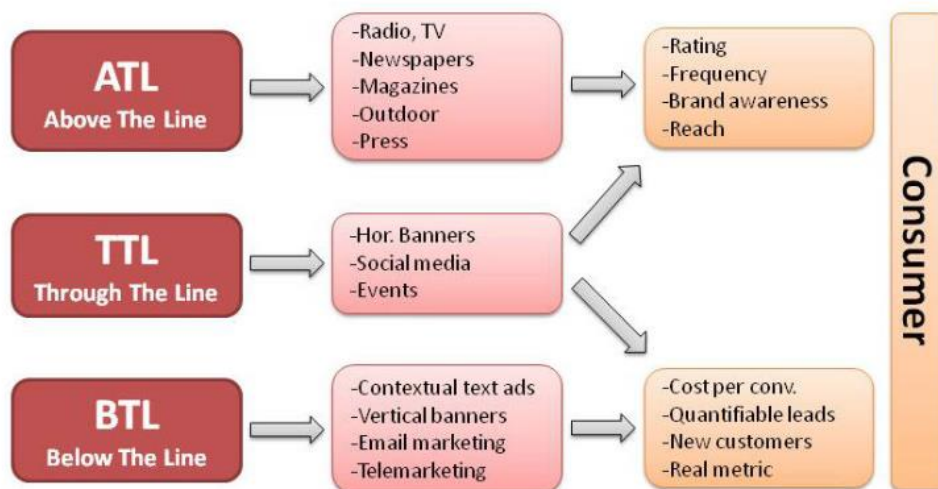 ATL
Above The Line
-Radio, TV
-Newspapers
-Magazines
-Outdoor
-Press
-Rating
-Frequency
-Brand awareness
-Reach
TTL
Through The Line
-Hor. Banners
-Social media
-Events
BTL
Below The Line
-Contextual text ads
-Vertical banners
-Email marketing
-Telemarketing
-Cost per conv.
-Quantifiable leads
-New customers
-Real metric
Consumer